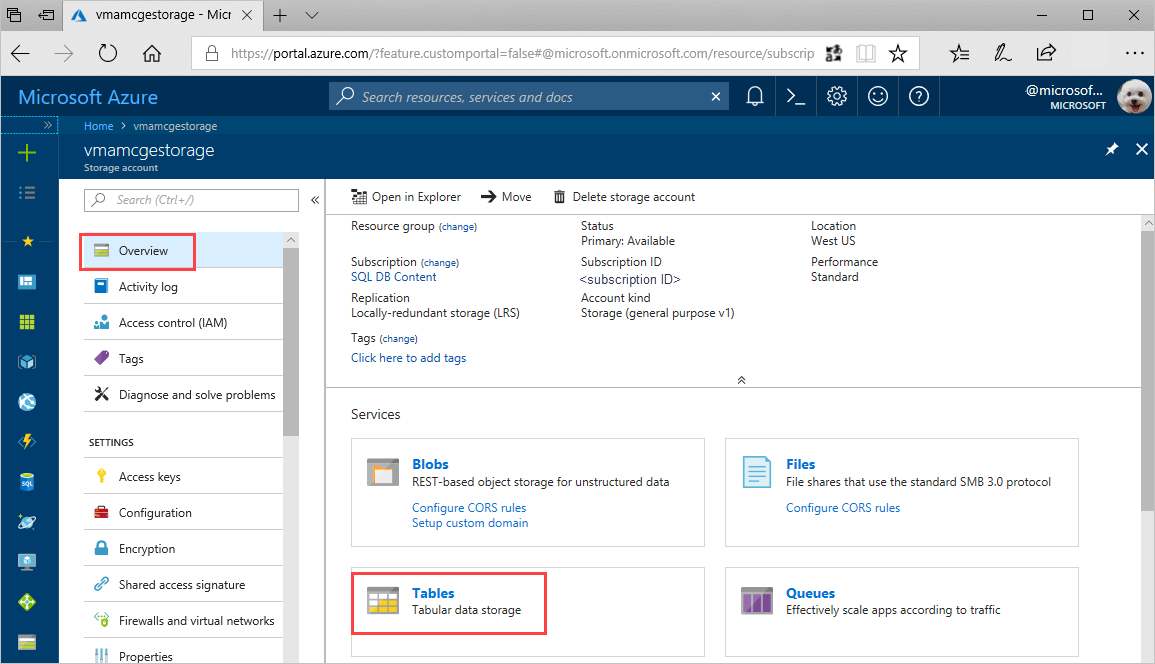 vmamcgestorage - Micr
https://portal.azure.com/?feature.customportal=false#@microsoft.onmicrosoft.com/resource/subscrip
Microsoft Azure
Search resources, services and docs
@microsof...
MICROSOFT
Home > vmamcgestorage
vmamcgestorage
Storage account
Search (Ctrl+/)
Overview
Activity log
Access control (IAM)
Tags
Diagnose and solve problems
SETTINGS
Access keys
Configuration
Encryption
Shared access signature
Firewalls and virtual networks
Properties
SQL
Open in Explorer
Move
Delete storage account
Resource group (change)
Status
Primary: Available
Location
West US
Subscription (change)
SQL DB Content
Subscription ID
<subscription ID>
Performance
Standard
Replication
Locally-redundant storage (LRS)
Account kind
Storage (general purpose v1)
Tags (change)
Click here to add tags
Services
Blobs
REST-based object storage for unstructured data
Configure CORS rules
Setup custom domain
Files
File shares that use the standard SMB 3.0 protocol
Configure CORS rules
Tables
Tabular data storage
Queues
Effectively scale apps according to traffic